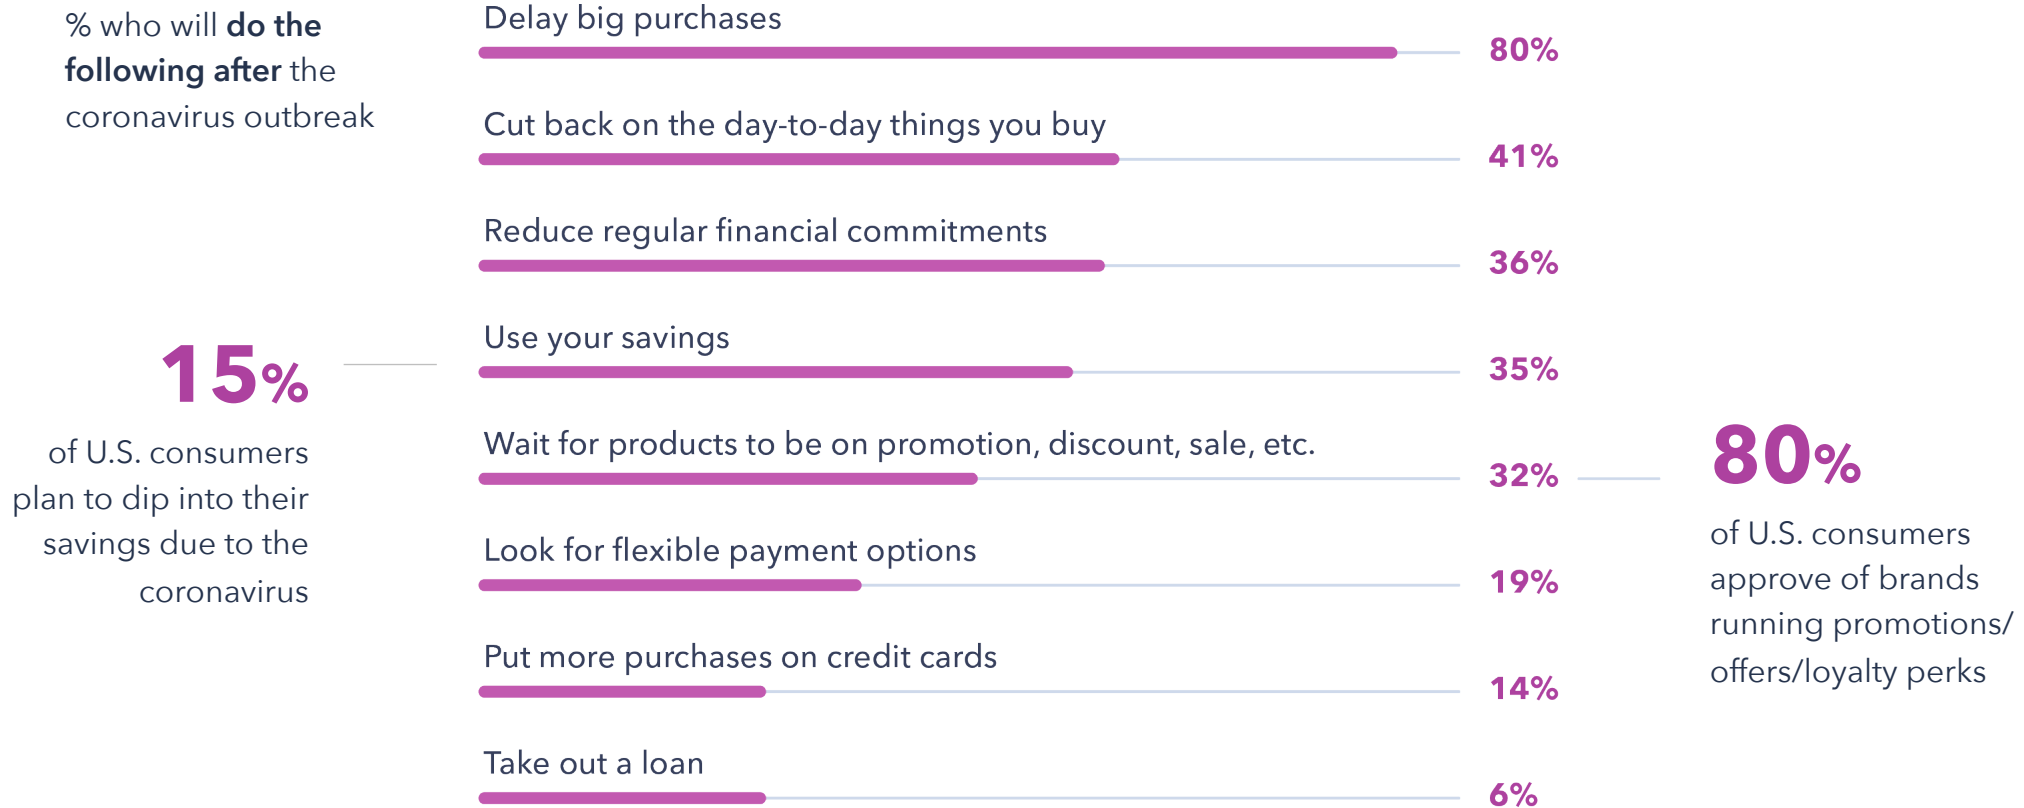 % who will do the
following after the
coronavirus outbreak
Delay big purchases
80%
Cut back on the day-to-day things you buy
41%
Reduce regular financial commitments
36%
Use your savings
35%
Wait for products to be on promotion, discount, sale, etc.
32%
Look for flexible payment options
19%
Put more purchases on credit cards
14%
Take out a loan
6%
15%
of U.S. consumers
plan to dip into their
savings due to the
coronavirus
80%
of U.S. consumers
approve of brands
running promotions/
offers/loyalty perks